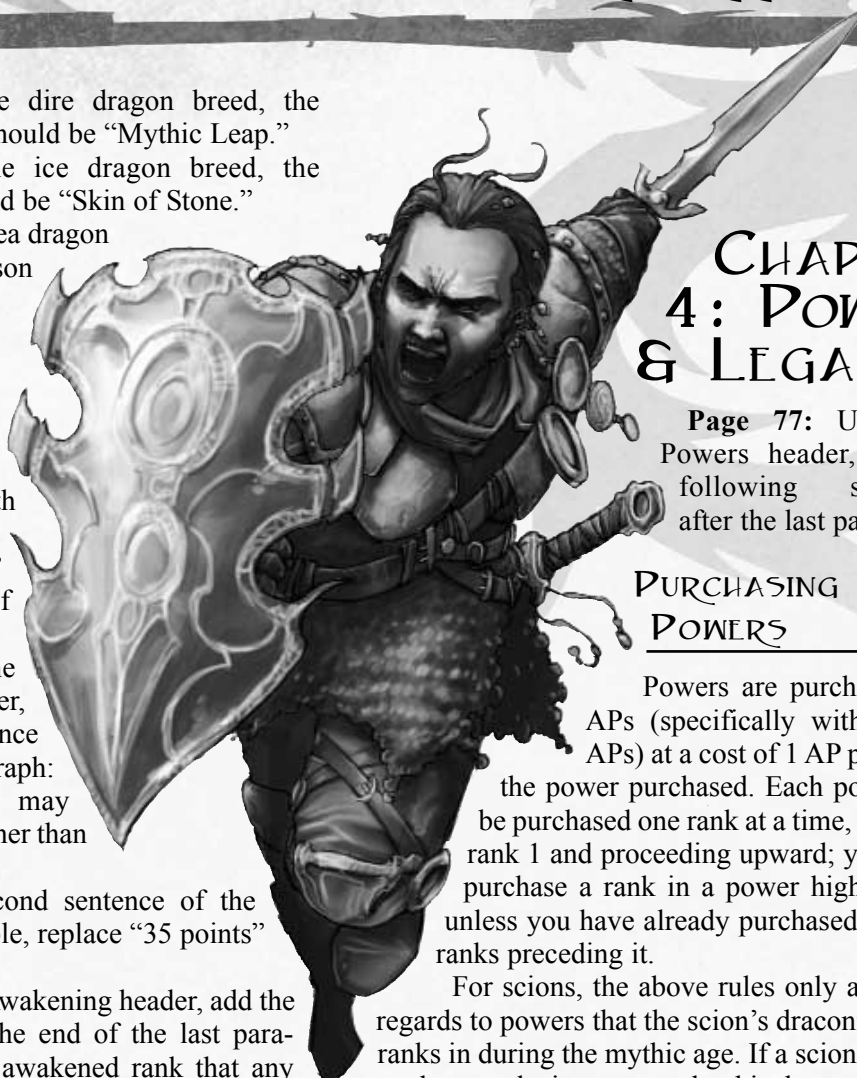 e dire dragon breed, the
hould be “Mythic Leap.”
e ice dragon breed, the
d be “Skin of Stone.”
ea dragon
son
th
of
ne
er,
nce
raph:
may
her than
cond sentence of the
ple, replace “35 points”
wakening header, add the
he end of the last para-
awakened rank that any
CHAP
4: POW
& LEGA
Page 77: U
Powers header,
following s
after the last pa
PURCHASING
POWERS
Powers are purch
APs (specifically with
APs) at a cost of 1 AP p
the power purchased. Each po
be purchased one rank at a time,
rank 1 and proceeding upward; y
purchase a rank in a power high
unless you have already purchased
ranks preceding it.
For scions, the above rules only a
regards to powers that the scion’s dracon
ranks in during the mythic age. If a scion